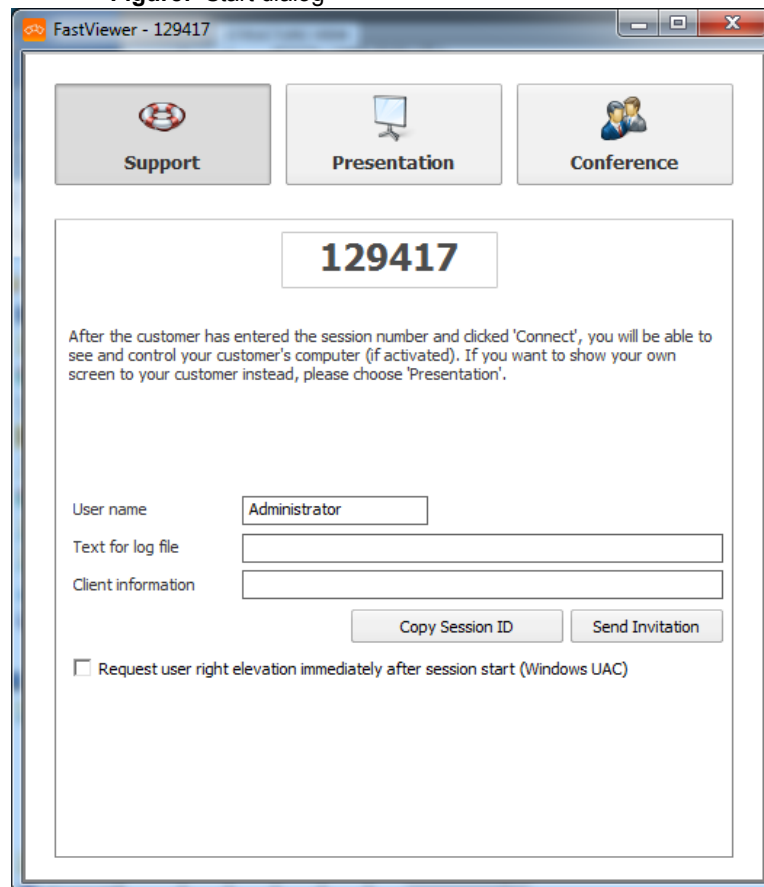 Figure: Start dialog
FastViewer - 129417
Support
Presentation
Conference
129417
After the customer has entered the session number and clicked 'Connect', you will be able to
see and control your customer's computer (if activated). If you want to show your own
screen to your customer instead, please choose 'Presentation'.
User name
Administrator
Text for log file
Client information
Copy Session ID
Send Invitation
Request user right elevation immediately after session start (Windows UAC)